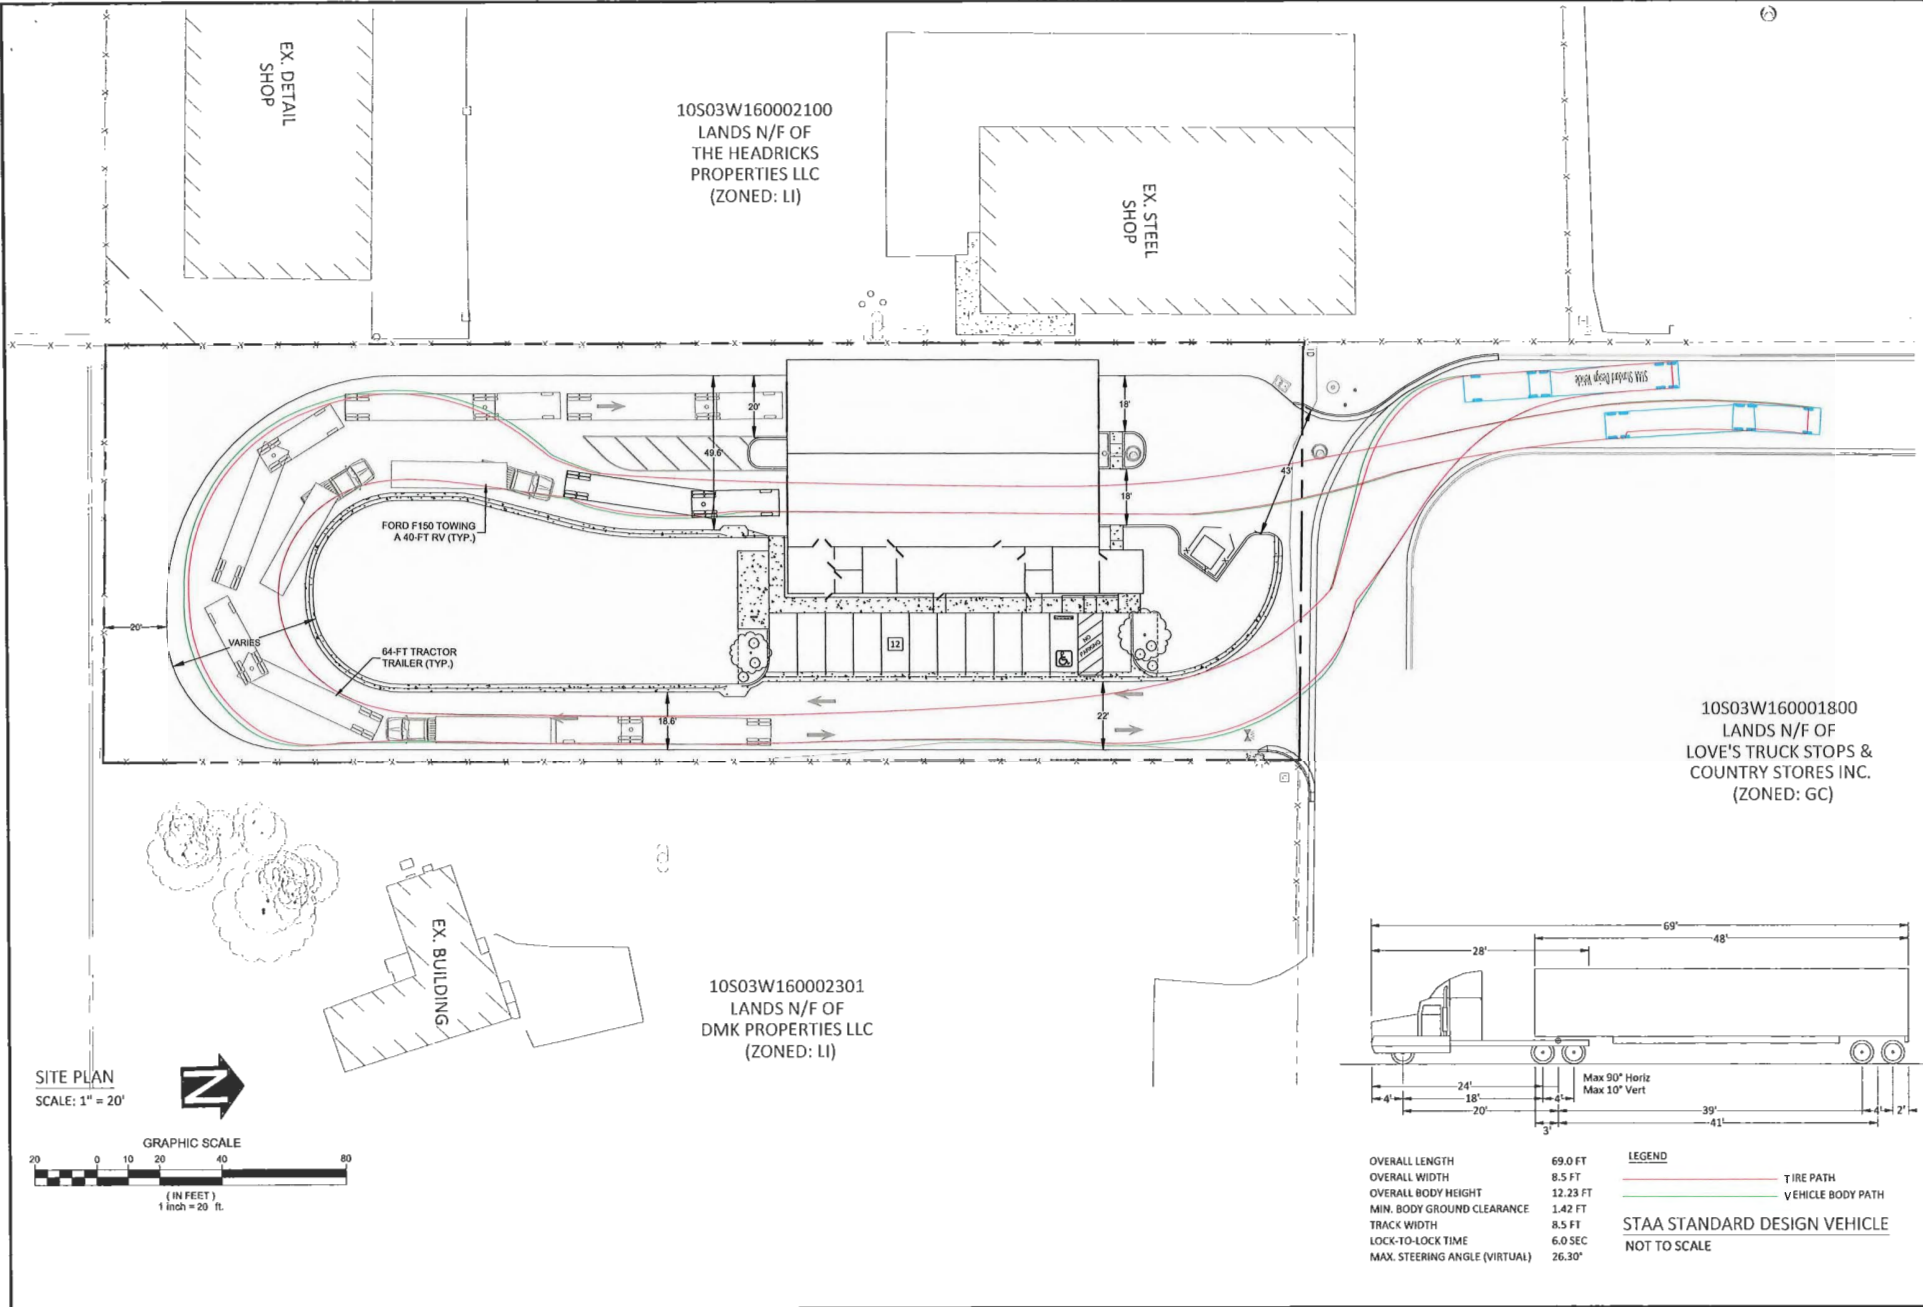 EX. DETAIL
SHOP
10S03W160002100
LANDS N/F OF
THE HEADRICKS
PROPERTIES LLC
(ZONED: LI)
EX. STEEL
SHOP
STAA Standard Design Vehicle
20'
49.6'
18'
18'
43'
FORD F150 TOWING
A 40-FT RV (TYP.)
20'
VARIES
64-FT TRACTOR
TRAILER (TYP.)
12
NO
PARKING
18.6'
22'
10S03W160001800
LANDS N/F OF
LOVE'S TRUCK STOPS &
COUNTRY STORES INC.
(ZONED: GC)
EX. BUILDING
10S03W160002301
LANDS N/F OF
DMK PROPERTIES LLC
(ZONED: LI)
69'
48'
28'
Max 90° Horiz
Max 10° Vert
24'
4'
18'
4'
20'
39'
4'
2'
3'
41'
SITE PLAN
SCALE: 1" = 20'
N
GRAPHIC SCALE
20 0 10 20 40 80
( IN FEET )
1 inch = 20 ft.
OVERALL LENGTH 69.0 FT
OVERALL WIDTH 8.5 FT
OVERALL BODY HEIGHT 12.23 FT
MIN. BODY GROUND CLEARANCE 1.42 FT
TRACK WIDTH 8.5 FT
LOCK-TO-LOCK TIME 6.0 SEC
MAX. STEERING ANGLE (VIRTUAL) 26.30°
LEGEND
TIRE PATH
VEHICLE BODY PATH
STAA STANDARD DESIGN VEHICLE
NOT TO SCALE